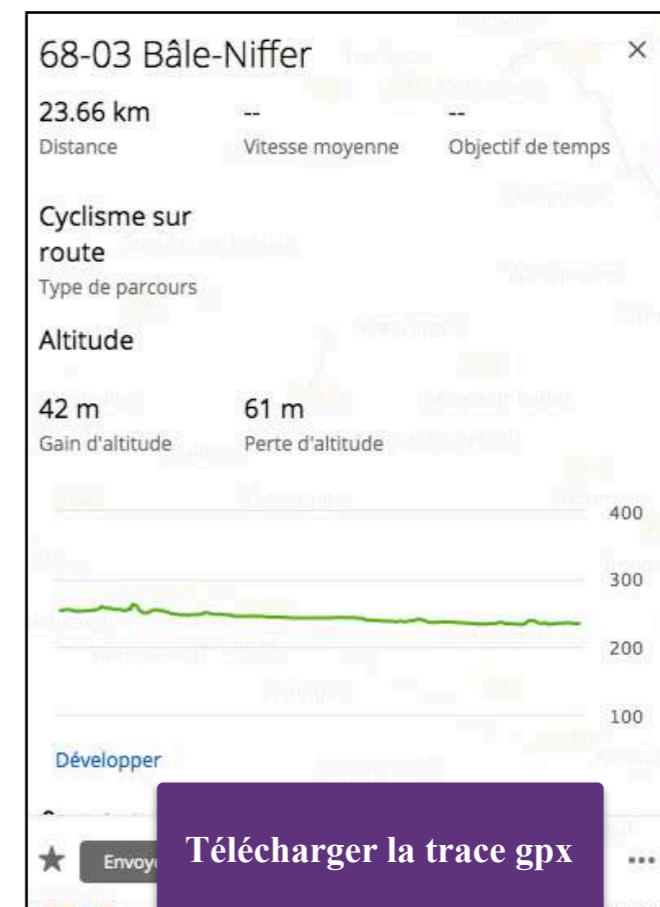 68-03 Bâle-Niffer ×
23.66 km -- --
Distance Vitesse moyenne Objectif de temps
Cyclisme sur
route
Type de parcours
Altitude
42 m 61 m
Gain d'altitude Perte d'altitude
400
300
200
100
Développer
Télécharger la trace gpx